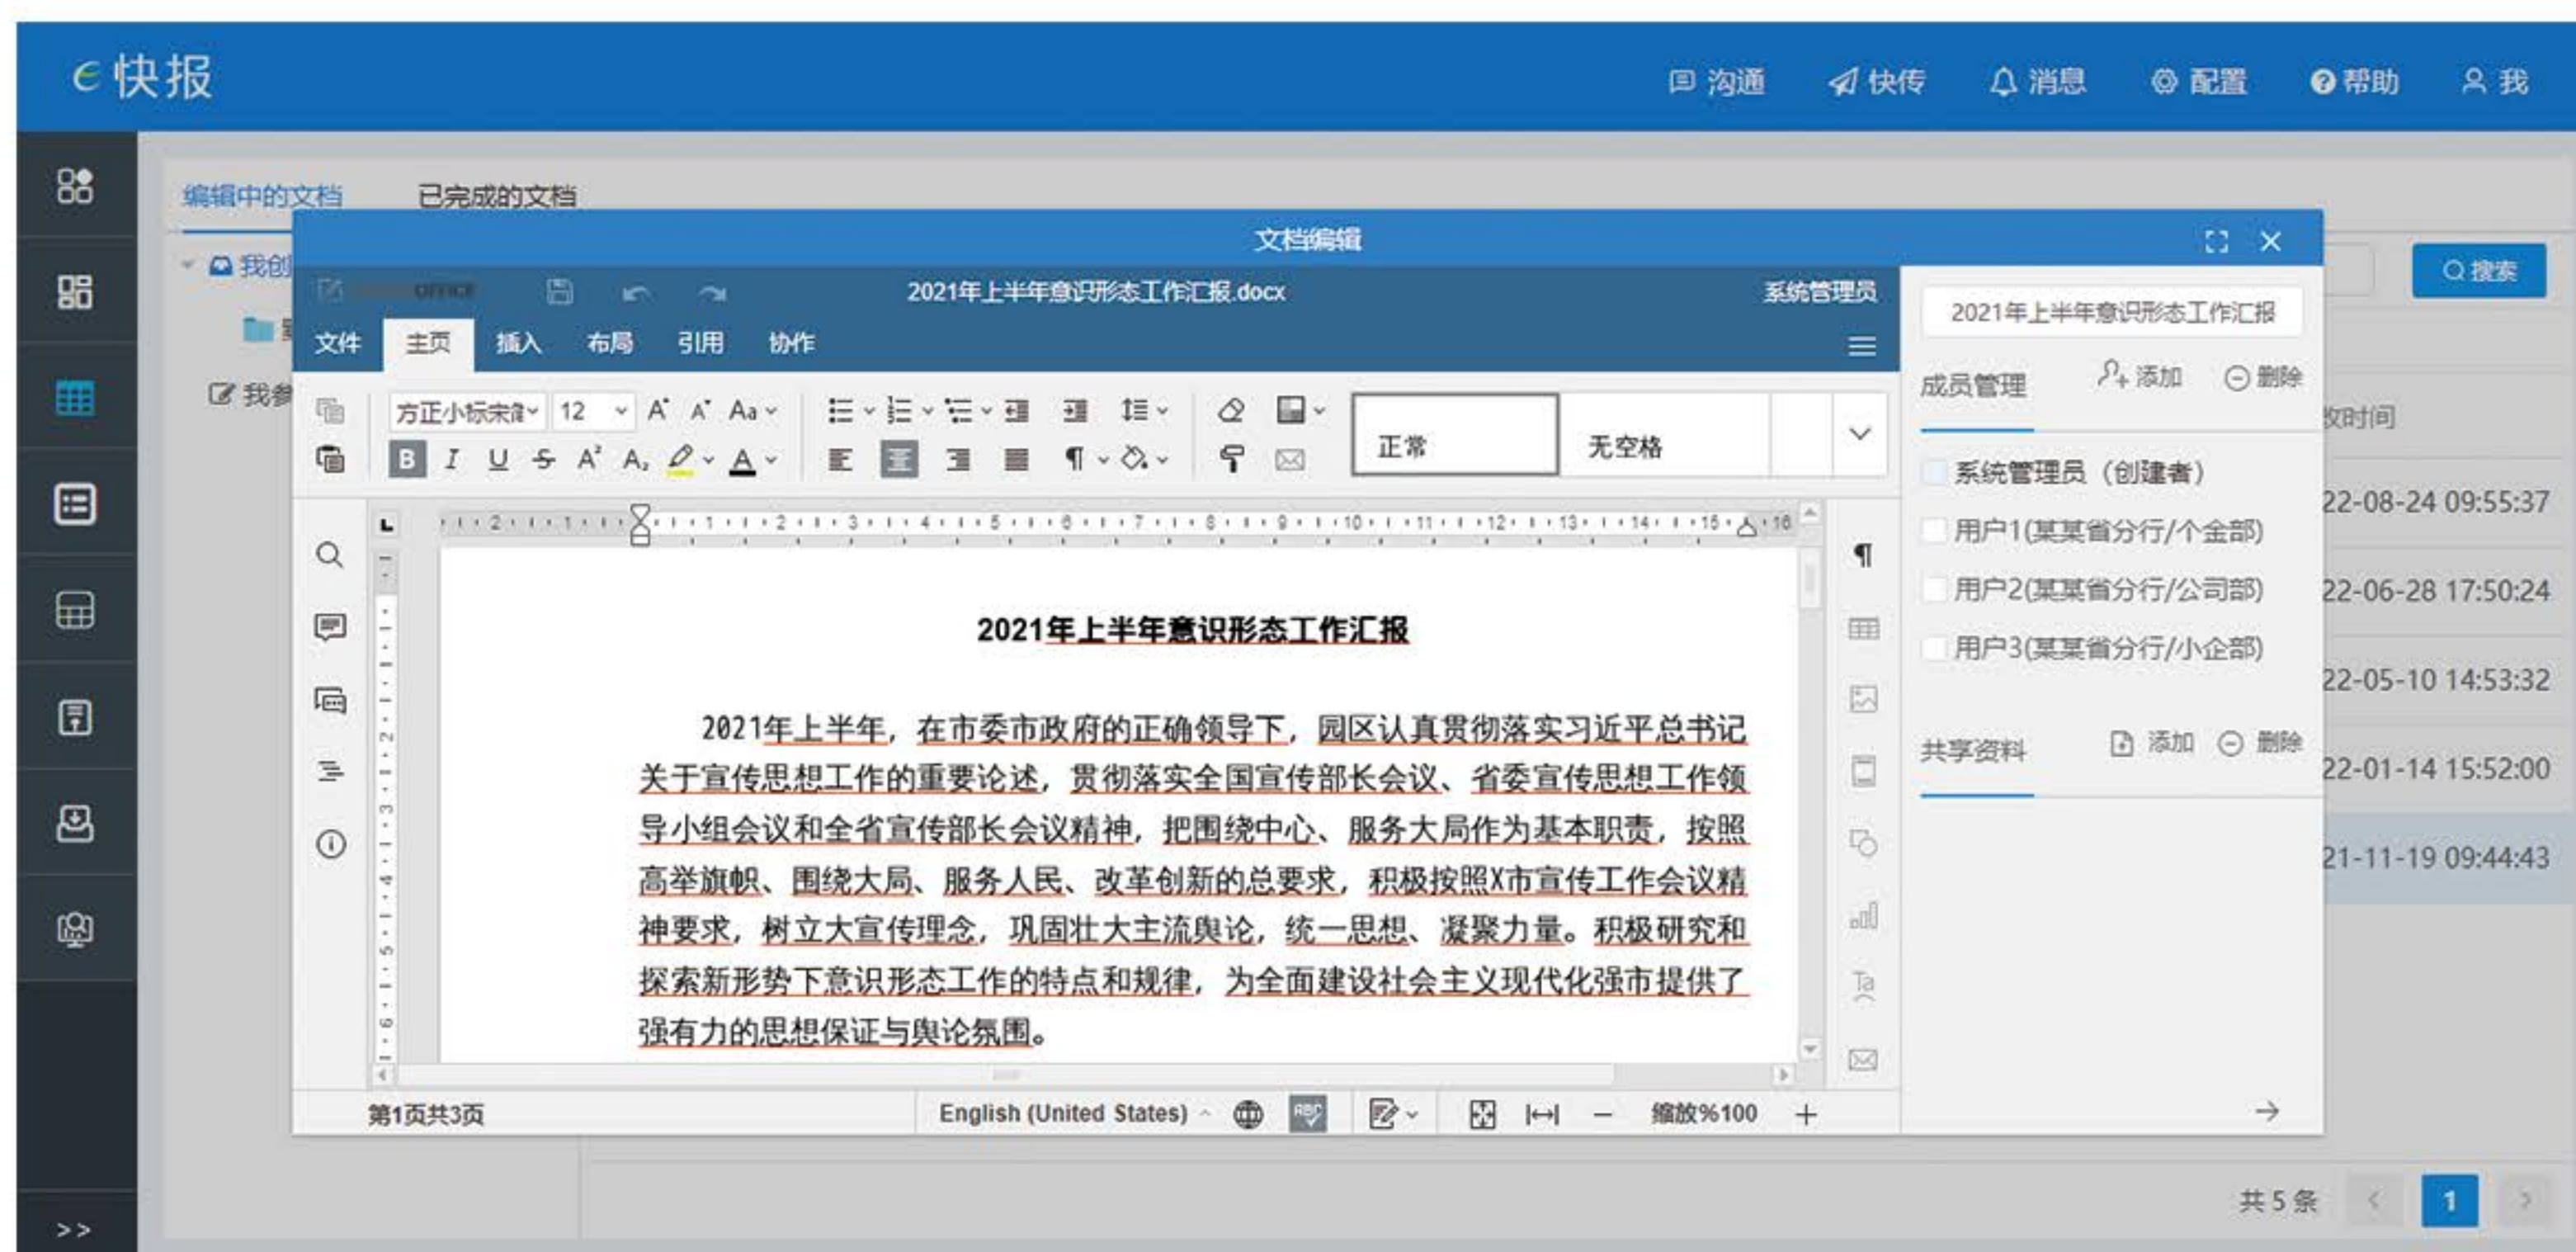 e快报
沟通 快传 消息 配置 帮助 我
编辑中的文档 已完成的文档
文档编辑
我创
搜索
OFFICE 2021年上半年意识形态工作汇报.docx 系统管理员
2021年上半年意识形态工作汇报
文件 主页 插入 布局 引用 协作
我参
成员管理 添加 删除
方正小标宋简 12 Aa
正常 无空格
改时间
系统管理员（创建者）
22-08-24 09:55:37
用户1(某某省分行/个金部)
用户2(某某省分行/公司部)
22-06-28 17:50:24
用户3(某某省分行/小企部)
22-05-10 14:53:32
共享资料 添加 删除
22-01-14 15:52:00
21-11-19 09:44:43
2021年上半年意识形态工作汇报
2021年上半年，在市委市政府的正确领导下，园区认真贯彻落实习近平总书记
关于宣传思想工作的重要论述，贯彻落实全国宣传部长会议、省委宣传思想工作领
导小组会议和全省宣传部长会议精神，把围绕中心、服务大局作为基本职责，按照
高举旗帜、围绕大局、服务人民、改革创新的总要求，积极按照X市宣传工作会议精
神要求，树立大宣传理念，巩固壮大主流舆论，统一思想、凝聚力量。积极研究和
探索新形势下意识形态工作的特点和规律，为全面建设社会主义现代化强市提供了
强有力的思想保证与舆论氛围。
第1页共3页 English (United States) 缩放%100
共 5 条 < 1 >
>>